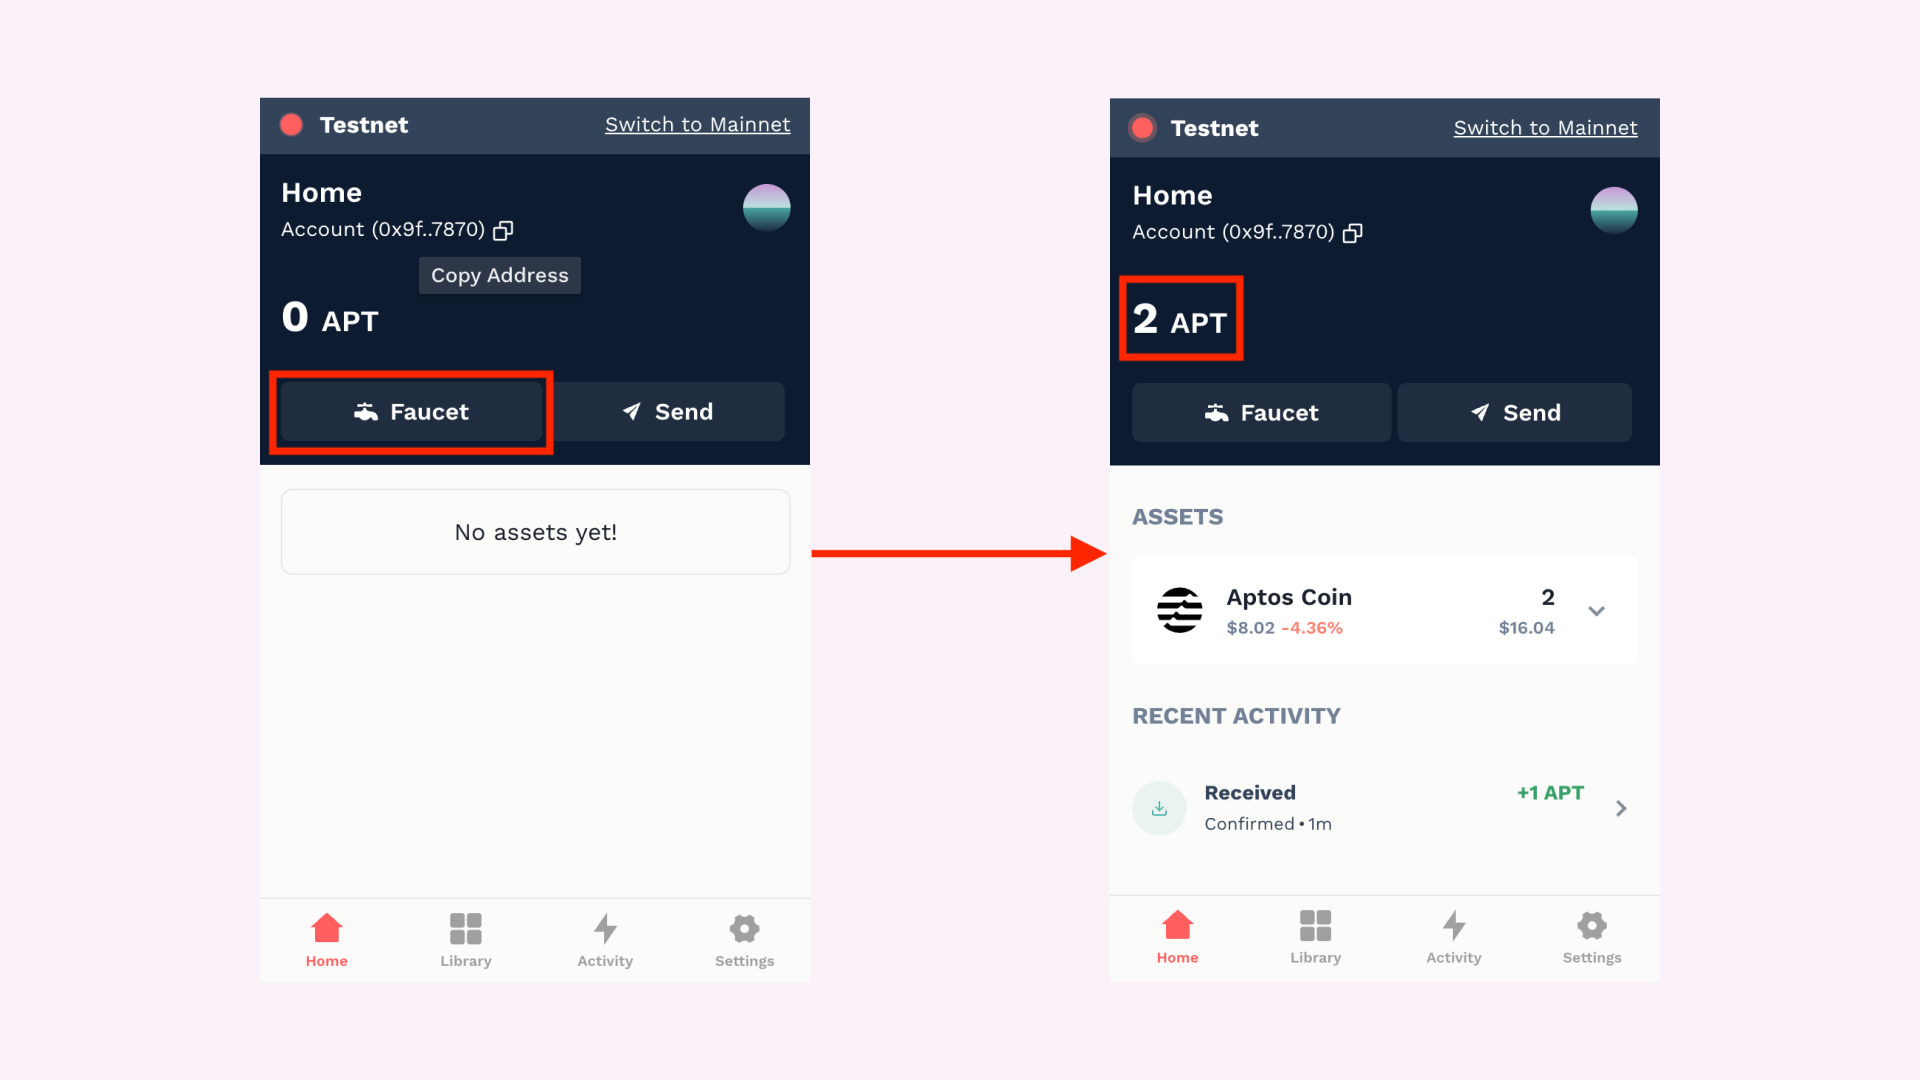 Testnet
Switch to Mainnet
Home
Account (0x9f..7870)
Copy Address
0 APT
Faucet
Send
No assets yet!
Home
Library
Activity
Settings
Testnet
Switch to Mainnet
Home
Account (0x9f..7870)
2 APT
Faucet
Send
ASSETS
Aptos Coin
2
$8.02 -4.36%
$16.04
RECENT ACTIVITY
Received
+1 APT
Confirmed • 1m
Home
Library
Activity
Settings